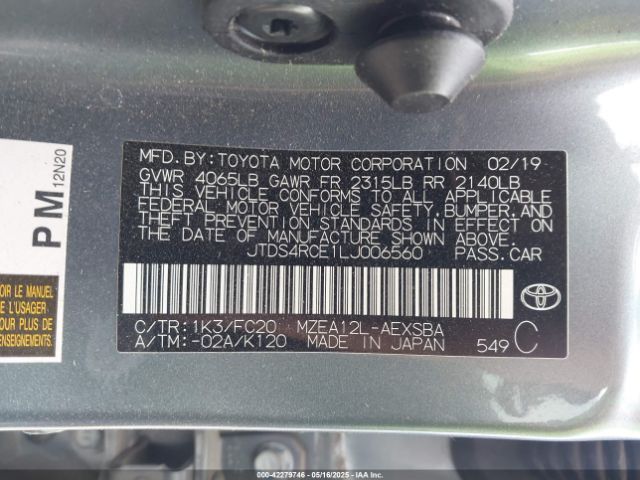 MFD.BY:TOYOTA MOTOR CORPORATION 02/19
GVWR 4065LB GAWR FR 2315LB RR 2140LB
THIS VEHICLE CONFORMS TO ALL APPLICABLE
FEDERAL MOTOR VEHICLE SAFETY,BUMPER,AND
THEFT PREVENTION STANDARDS IN EFFECT ON
THE DATE OF MANUFACTURE SHOWN ABOVE.
JTDS4RCE1LJ006560 PASS.CAR
TOYOTA
C/TR:1K3/FC20 MZEA12L-AEXSBA
A/TM:-02A/K120 MADE IN JAPAN 549 C
PM 12N20
LE MANUEL
DE L'USAGER
POUR
PLUS DE
000-42279746 - 05/16/2025 - IAA, Inc.